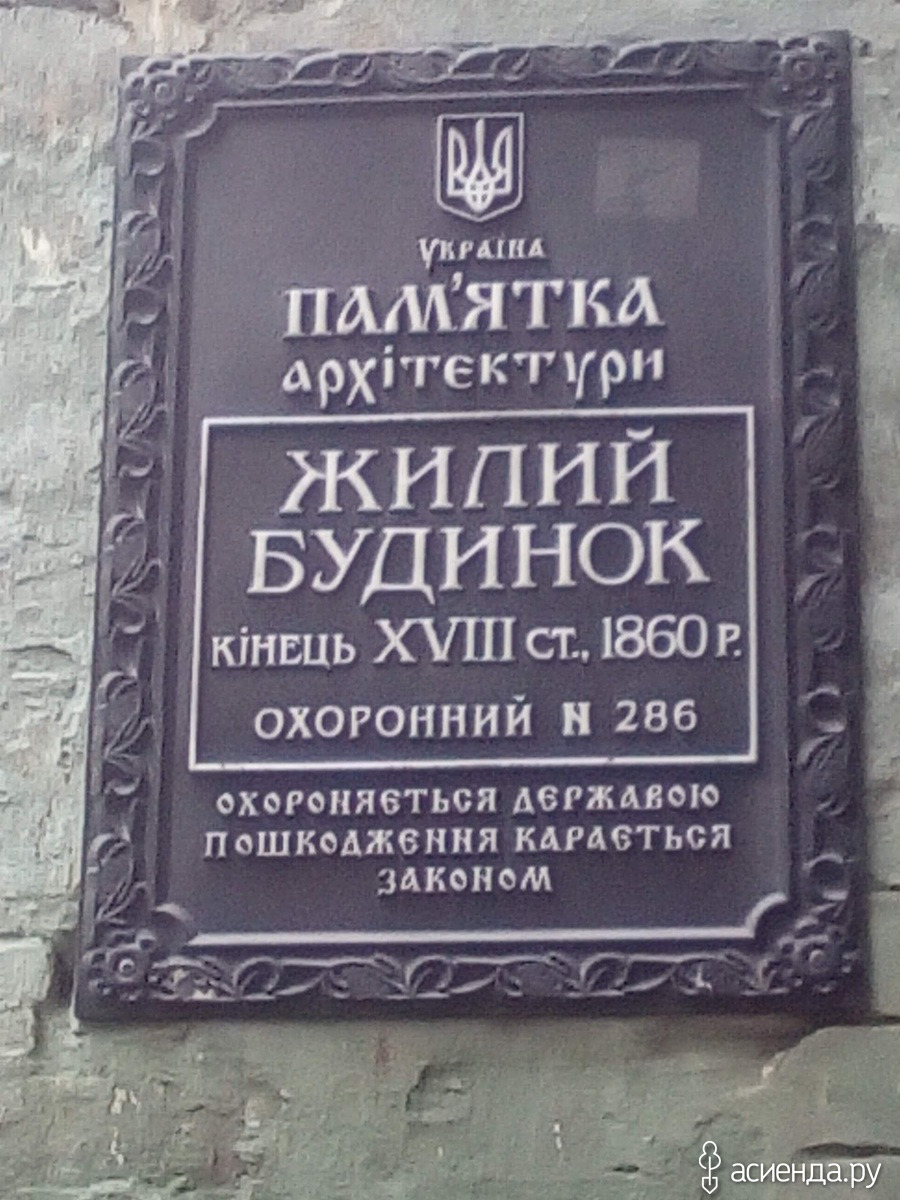 УКРАЇНА
ПАМ'ЯТКА
архітектури
ЖИЛИЙ
БУДИНОК
КІНЕЦЬ XVIII СТ., 1860 Р.
ОХОРОННИЙ N 286
ОХОРОНЯЄТЬСЯ ДЕРЖАВОЮ
ПОШКОДЖЕННЯ КАРАЄТЬСЯ
ЗАКОНОМ
асиенда.ру